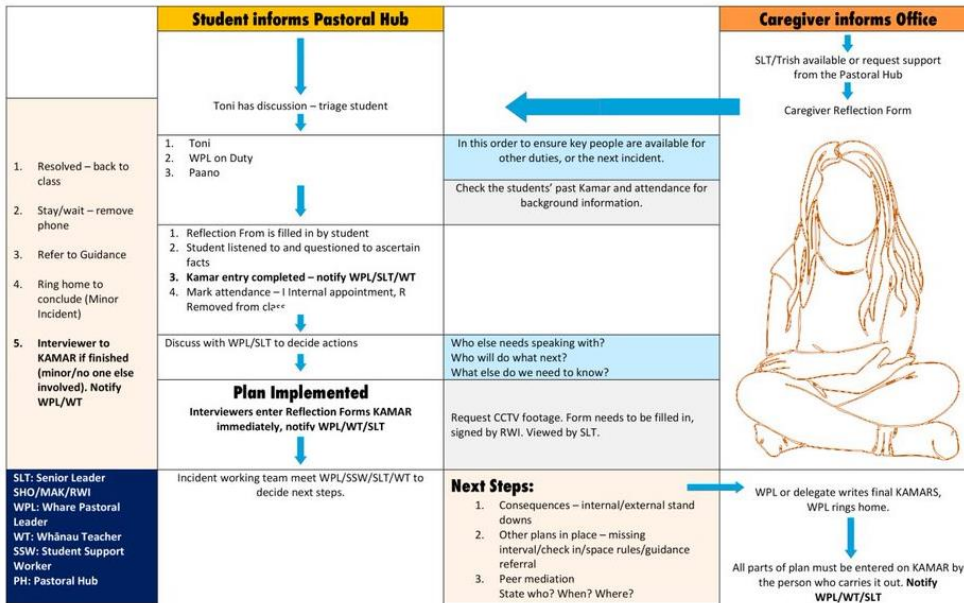 Student informs Pastoral Hub
Toni has discussion – triage student
1. Toni
2. WPL on Duty
3. Paano
1. Reflection From is filled in by student
2. Student listened to and questioned to ascertain
facts
3. Kamar entry completed – notify WPL/SLT/WT
4. Mark attendance – I Internal appointment, R
Removed from class
Discuss with WPL/SLT to decide actions
Plan Implemented
Interviewers enter Reflection Forms KAMAR
immediately, notify WPL/WT/SLT
Incident working team meet WPL/SSW/SLT/WT to
decide next steps.
1. Resolved – back to
class
2. Stay/wait – remove
phone
3. Refer to Guidance
4. Ring home to
conclude (Minor
Incident)
5. Interviewer to
KAMAR if finished
(minor/no one else
involved). Notify
WPL/WT
SLT: Senior Leader
SHO/MAK/RWI
WPL: Whare Pastoral
Leader
WT: Whānau Teacher
SSW: Student Support
Worker
PH: Pastoral Hub
In this order to ensure key people are available for
other duties, or the next incident.
Check the students’ past Kamar and attendance for
background information.
Who else needs speaking with?
Who will do what next?
What else do we need to know?
Request CCTV footage. Form needs to be filled in,
signed by RWI. Viewed by SLT.
Next Steps:
1. Consequences – internal/external stand
downs
2. Other plans in place – missing
interval/check in/space rules/guidance
referral
3. Peer mediation
State who? When? Where?
Caregiver informs Office
SLT/Trish available or request support
from the Pastoral Hub
Caregiver Reflection Form
WPL or delegate writes final KAMARS,
WPL rings home.
All parts of plan must be entered on KAMAR by
the person who carries it out. Notify
WPL/WT/SLT